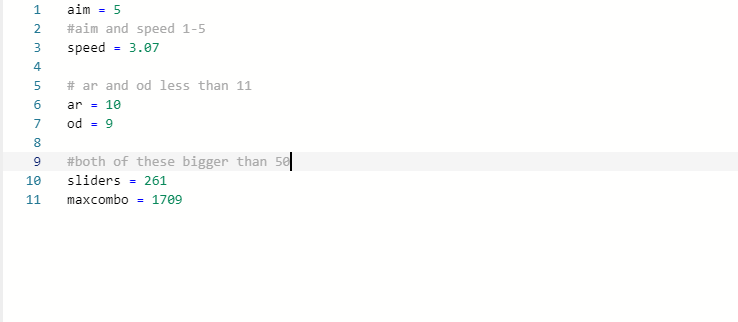 1 aim = 5
2 #aim and speed 1-5
3 speed = 3.07
4
5 # ar and od less than 11
6 ar = 10
7 od = 9
8
9 #both of these bigger than 50
10 sliders = 261
11 maxcombo = 1709